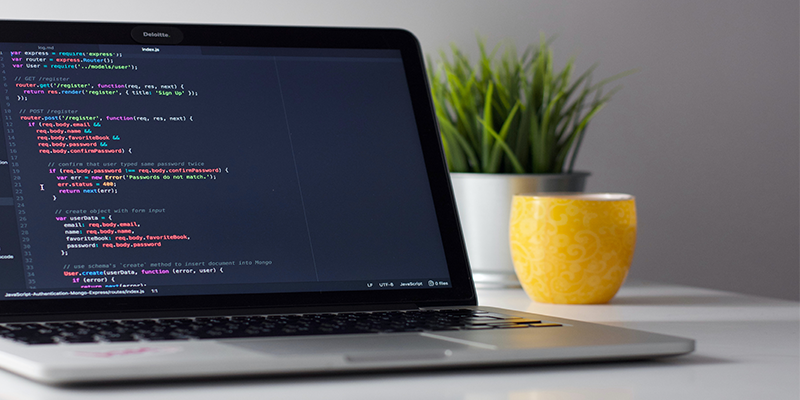 Deloitte.
log.md index.js
var express = require('express');
var router = express.Router();
var User = require('../models/user');
// GET /register
router.get('/register', function(req, res, next) {
return res.render('register', { title: 'Sign Up' });
});
// POST /register
router.post('/register', function(req, res, next) {
if (req.body.email &&
req.body.name &&
req.body.favoriteBook &&
req.body.password &&
req.body.confirmPassword) {
// confirm that user typed same password twice
if (req.body.password !== req.body.confirmPassword) {
var err = new Error('Passwords do not match.');
err.status = 400;
return next(err);
}
// create object with form input
var userData = {
email: req.body.email,
name: req.body.name,
favoriteBook: req.body.favoriteBook,
password: req.body.password
};
// use schema's `create` method to insert document into Mongo
User.create(userData, function (error, user) {
if (error) {
return next(error);
JavaScript-Authentication-Mongo-Express/routes/index.js 1:1 LF UTF-8 JavaScript 0 files